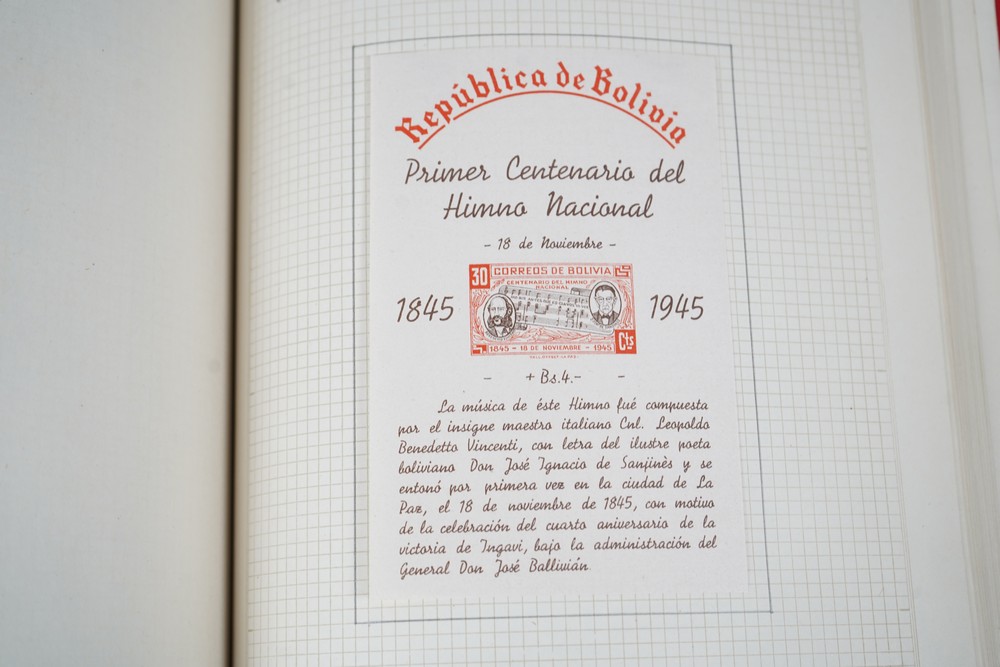 República de Bolivia
Primer Centenario del
Himno Nacional
- 18 de Noviembre -
30 CORREOS DE BOLIVIA
CENTENARIO DEL HIMNO
NACIONAL
1845
1945
Cts
1845 - 18 DE NOVIEMBRE - 1945
- + Bs.4.- -
La música de éste Himno fué compuesta
por el insigne maestro italiano Cnl. Leopoldo
Benedetto Vincenti, con letra del ilustre poeta
boliviano Don José Ignacio de Sanjinès y se
entonó por primera vez en la ciudad de La
Paz, el 18 de noviembre de 1845, con motivo
de la celebración del cuarto aniversario de la
victoria de Ingavi, bajo la administración del
General Don José Ballivián.